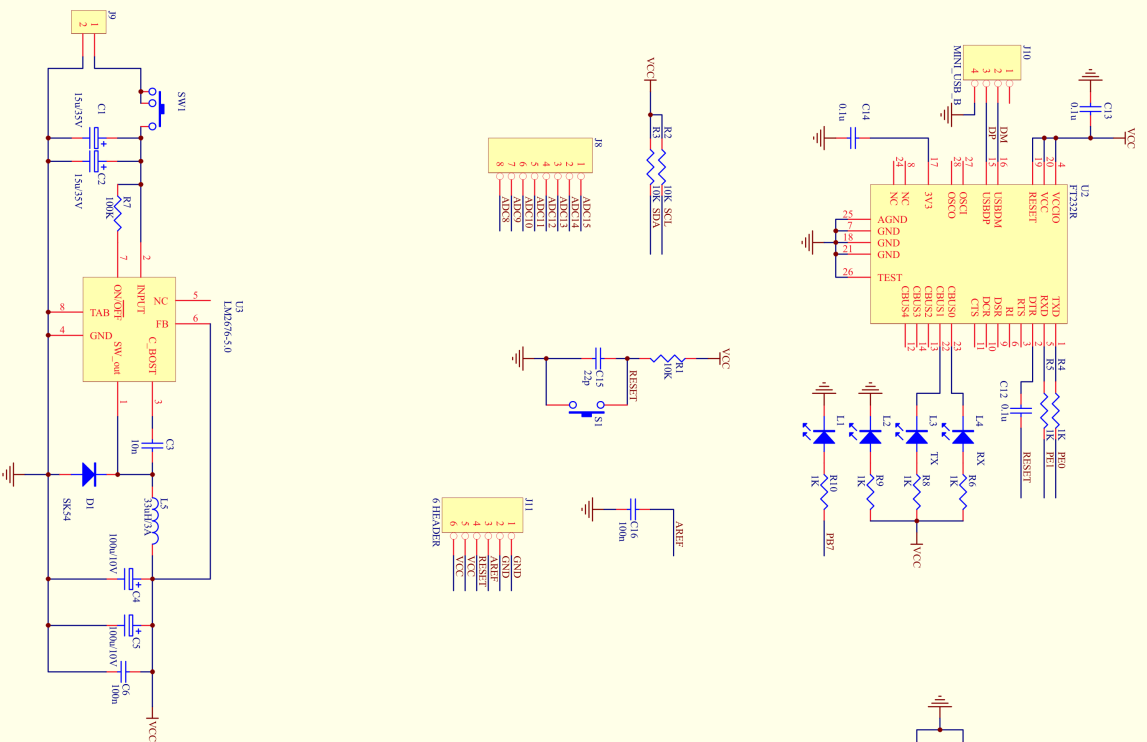 J9
1
2
SW1
C1
15u/35V
C2
15u/35V
R7
100K
7
2
U3
LM2676-5.0
INPUT
ON/OFF
NC
5
FB
6
TAB
8
GND
4
SW_out
C_BOST
1
3
C3
10n
D1
SK54
L5
33uH/3A
C4
100u/10V
C5
100u/10V
C6
100n
VCC
J8
1
2
3
4
5
6
7
8
ADC15
ADC14
ADC13
ADC12
ADC11
ADC10
ADC9
ADC8
VCC
R2
R3
10K
10K
SCL
SDA
VCC
R1
10K
RESET
C15
22p
S1
J11
6 HEADER
1
2
3
4
5
6
GND
GND
AREF
RESET
VCC
VCC
AREF
C16
100n
J10
MINI_USB_B
1
2
3
4
DM
DP
C13
0.1u
VCC
C14
0.1u
U2
FT232R
4
20
19
16
15
27
28
17
8
24
VCCIO
VCC
RESET
USBDM
USBDP
OSCI
OSCO
3V3
NC
NC
25
AGND
7
GND
18
GND
21
GND
26
TEST
TXD
RXD
DTR
RTS
RI
DSR
DCR
CTS
CBUS0
CBUS1
CBUS2
CBUS3
CBUS4
1
5
2
3
6
9
10
11
23
22
13
14
12
R4
R5
1K
1K
PE0
PE1
C12
0.1u
RESET
L4
RX
L3
TX
L2
L1
R6
1K
R8
1K
R9
1K
R10
1K
VCC
PB7